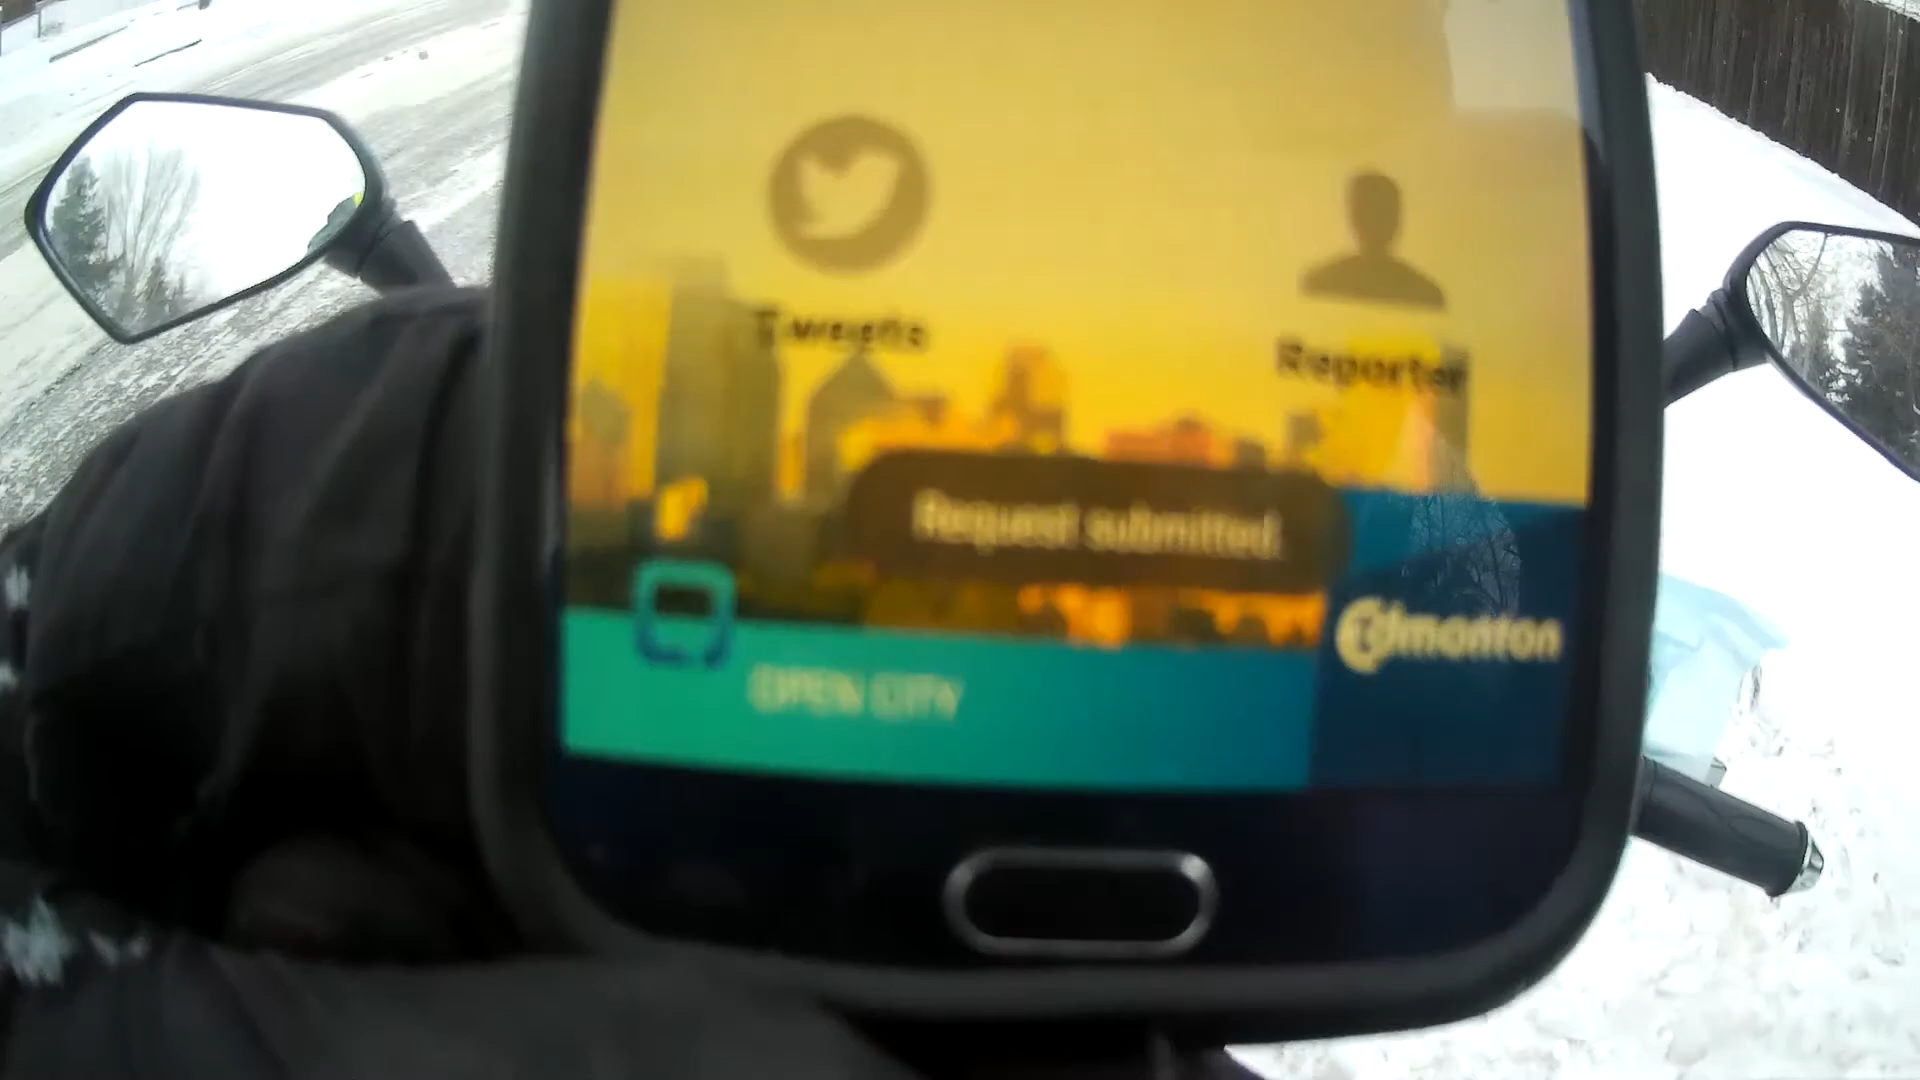 Tweets
Reporter
Request submitted.
Edmonton
OPEN CITY